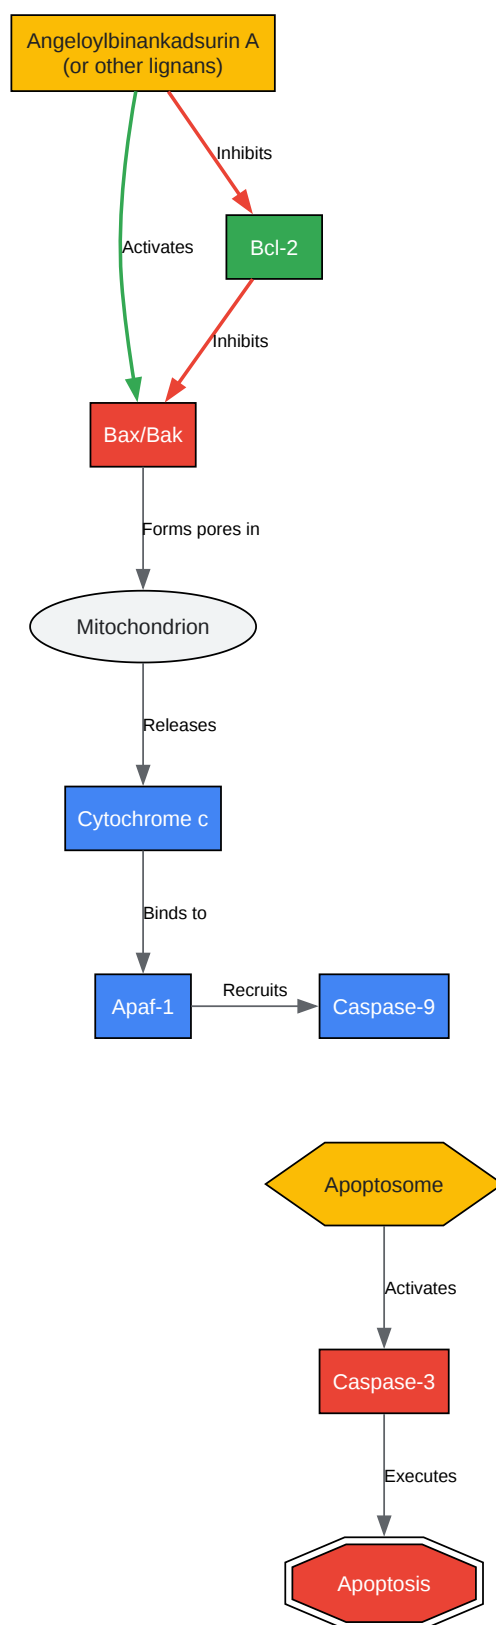 Angeloylbinankadsurin A
(or other lignans)
Inhibits
Activates
Bcl-2
Inhibits
Bax/Bak
Forms pores in
Mitochondrion
Releases
Cytochrome c
Binds to
Apaf-1
Recruits
Caspase-9
Apoptosome
Activates
Caspase-3
Executes
Apoptosis